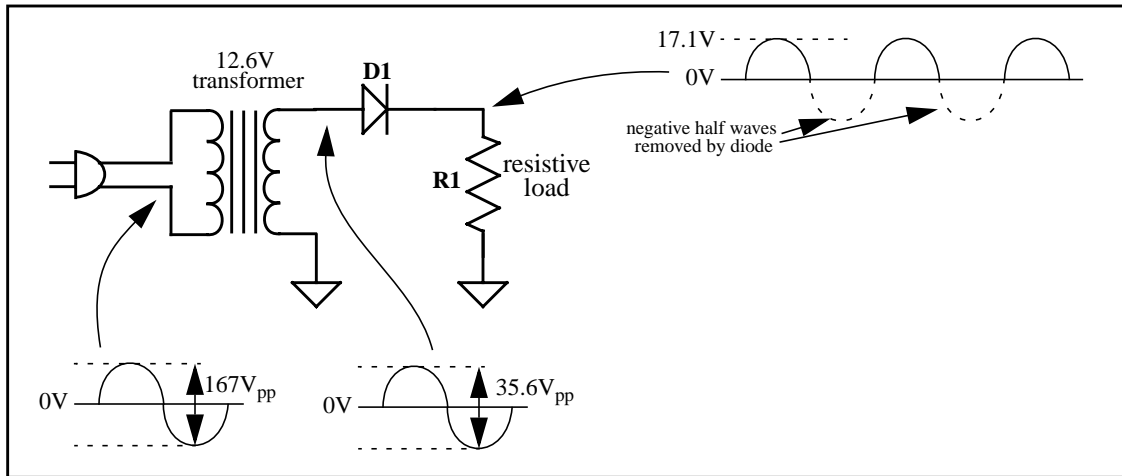 12.6V
transformer
D1
R1
resistive
load
17.1V
0V
negative half waves
removed by diode
0V
167Vpp
0V
35.6Vpp